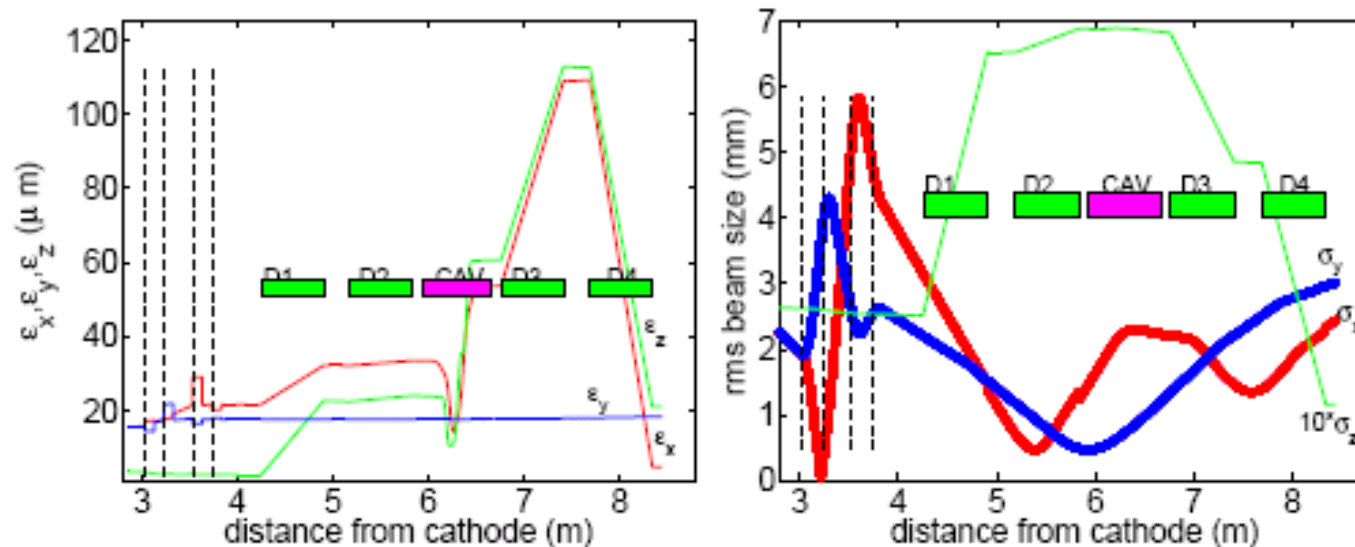 120
100
80
60
40
20
εx,εy,εz (μ m)
D1 D2 CAV D3 D4
εz
εy
εx
3 4 5 6 7 8
distance from cathode (m)
7
6
5
4
3
2
1
0
rms beam size (mm)
D1 D2 CAV D3 D4
σy
10*σz
3 4 5 6 7 8
distance from cathode (m)